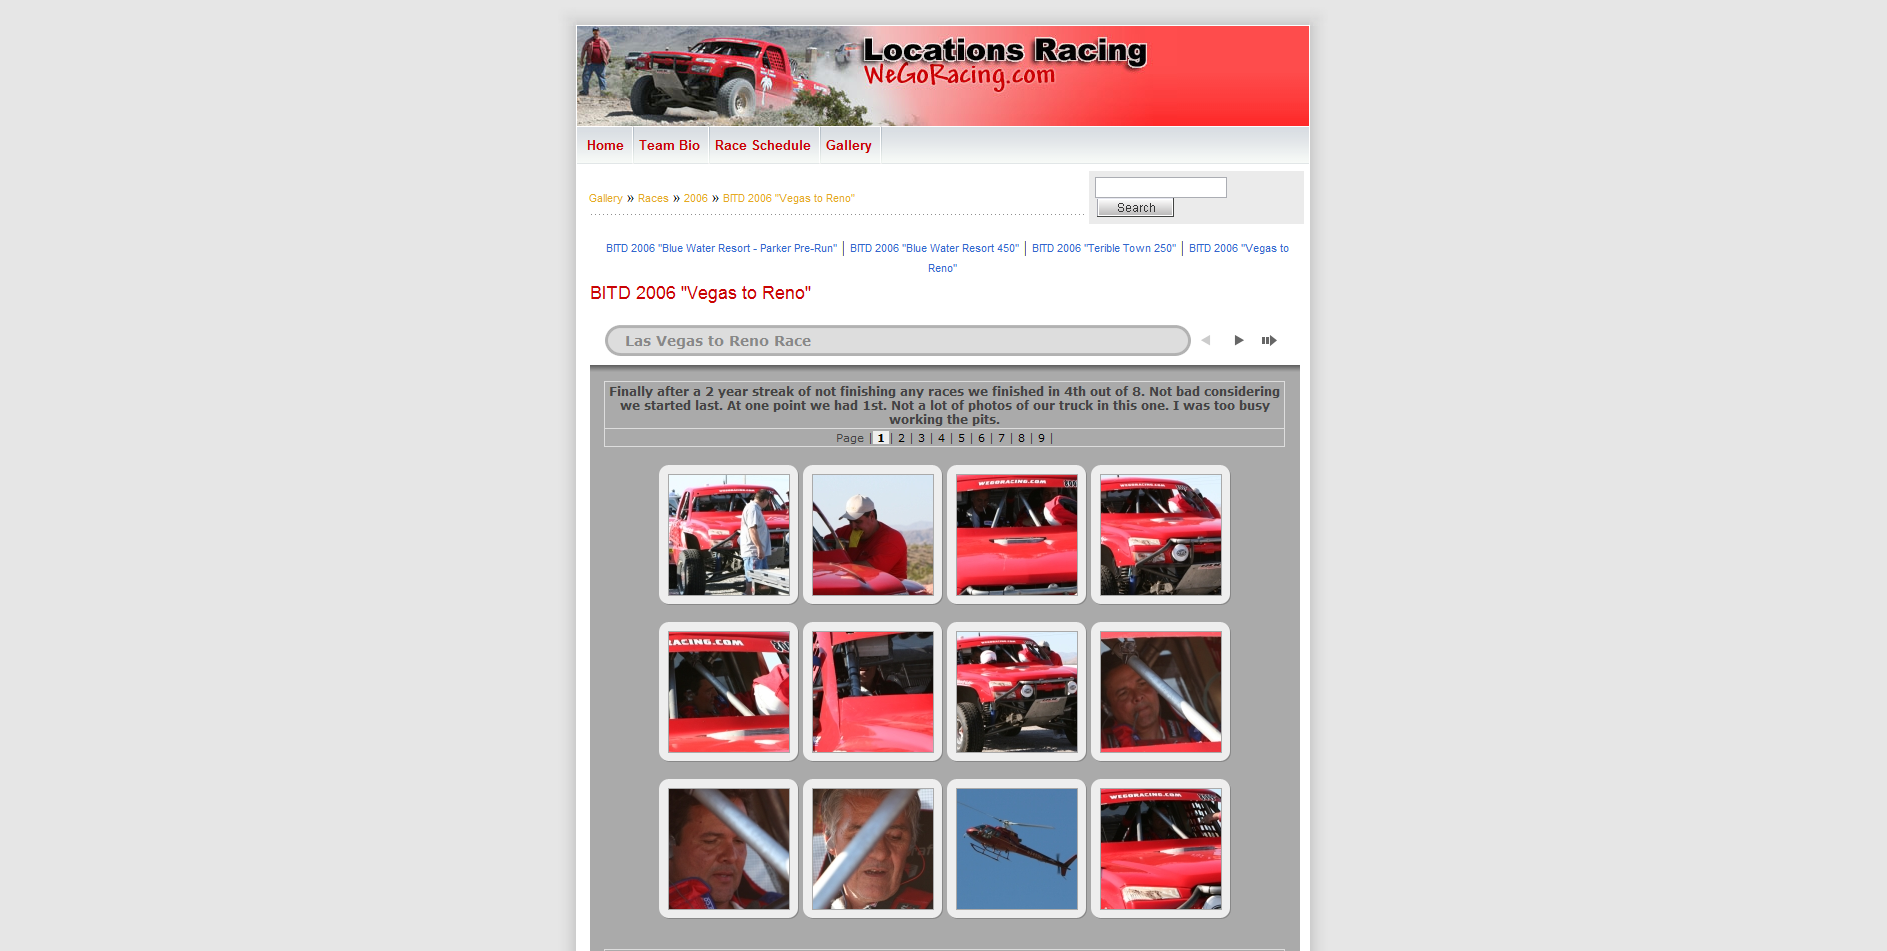 Locations Racing
WeGoRacing.com
Home Team Bio Race Schedule Gallery
Gallery » Races » 2006 » BITD 2006 "Vegas to Reno"
Search
BITD 2006 "Blue Water Resort - Parker Pre-Run" | BITD 2006 "Blue Water Resort 450" | BITD 2006 "Terible Town 250" | BITD 2006 "Vegas to
Reno"
BITD 2006 "Vegas to Reno"
Las Vegas to Reno Race
Finally after a 2 year streak of not finishing any races we finished in 4th out of 8. Not bad considering
we started last. At one point we had 1st. Not a lot of photos of our truck in this one. I was too busy
working the pits.
Page | 1 | 2 | 3 | 4 | 5 | 6 | 7 | 8 | 9 |
WEGORACING.COM
WEGORACING.COM
WEGORACING.COM
RACING.COM
WEGORACING.COM
WEGORACING.COM